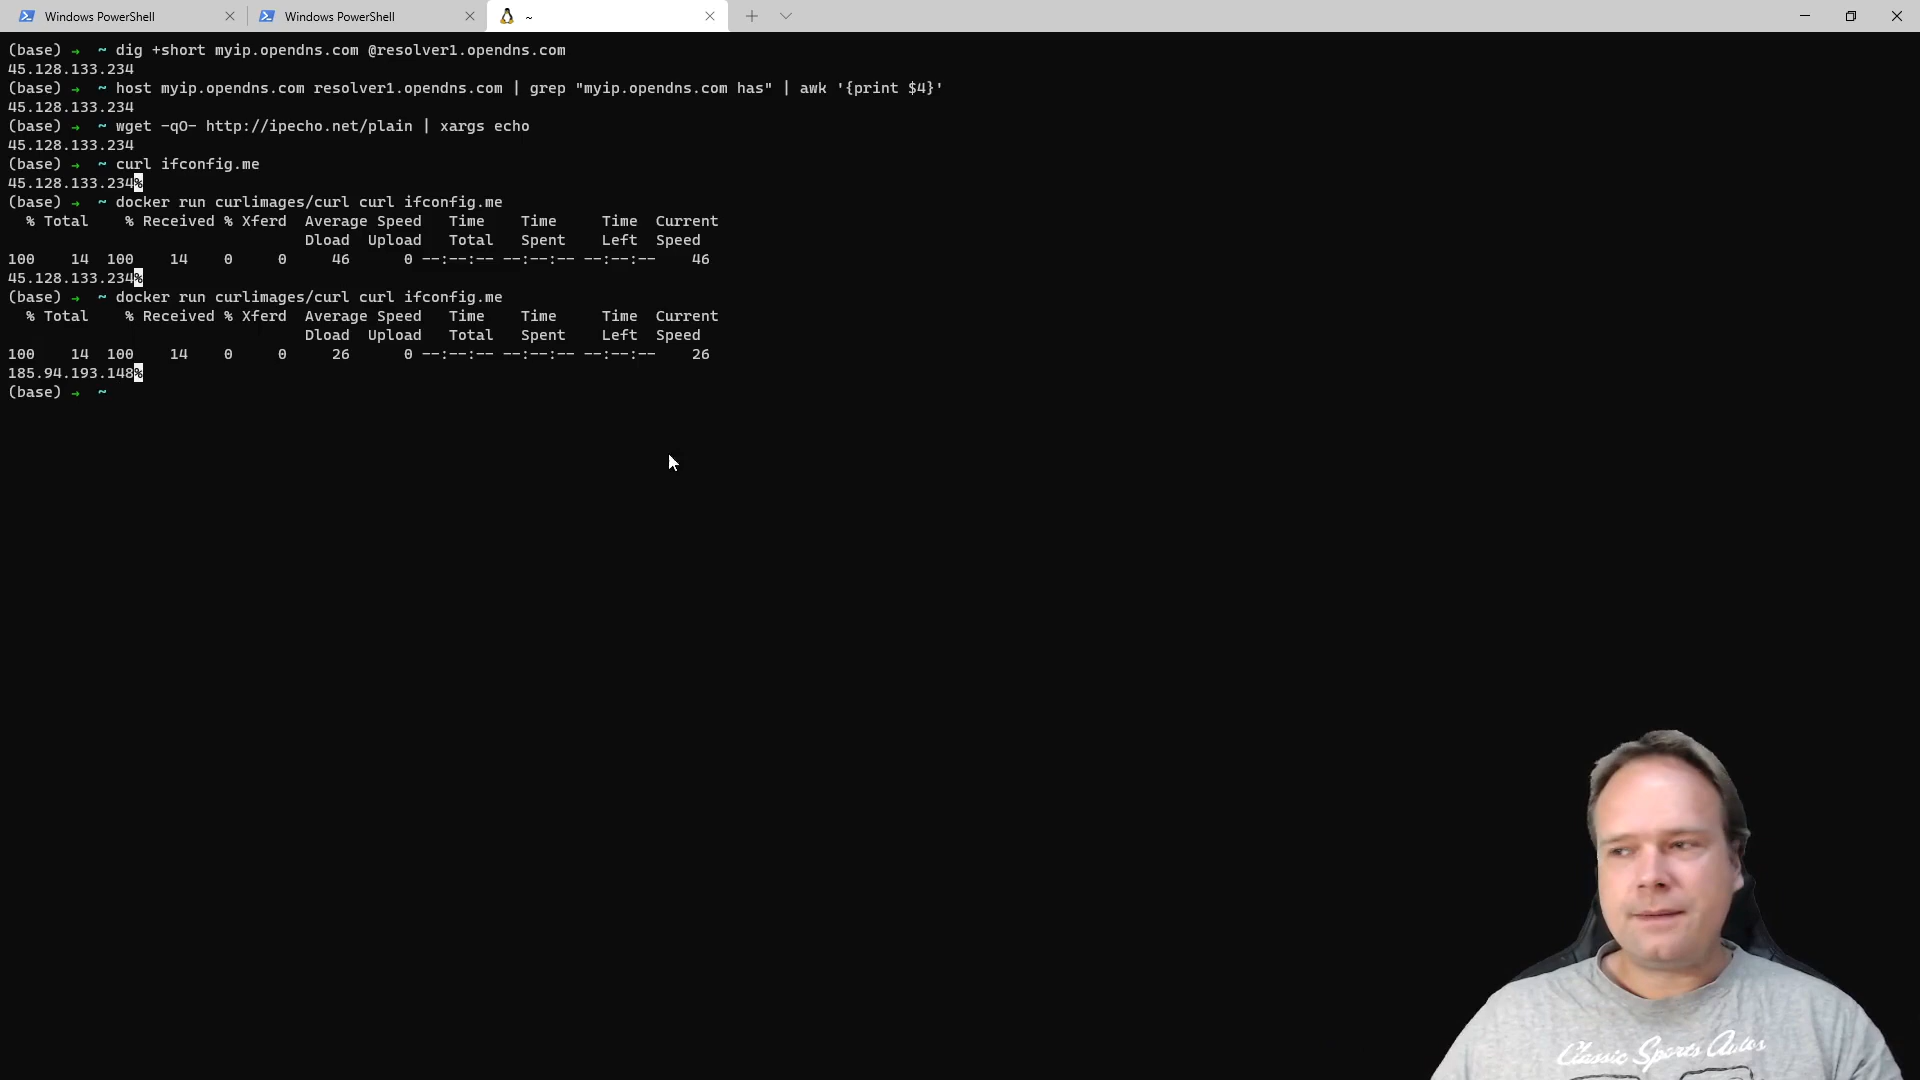 Windows PowerShell
Windows PowerShell
~
(base) → ~ dig +short myip.opendns.com @resolver1.opendns.com
45.128.133.234
(base) → ~ host myip.opendns.com resolver1.opendns.com | grep "myip.opendns.com has" | awk '{print $4}'
45.128.133.234
(base) → ~ wget -qO- http://ipecho.net/plain | xargs echo
45.128.133.234
(base) → ~ curl ifconfig.me
45.128.133.234%
(base) → ~ docker run curlimages/curl curl ifconfig.me
% Total % Received % Xferd Average Speed Time Time Time Current
Dload Upload Total Spent Left Speed
100 14 100 14 0 0 46 0 --:--:-- --:--:-- --:--:-- 46
45.128.133.234%
(base) → ~ docker run curlimages/curl curl ifconfig.me
% Total % Received % Xferd Average Speed Time Time Time Current
Dload Upload Total Spent Left Speed
100 14 100 14 0 0 26 0 --:--:-- --:--:-- --:--:-- 26
185.94.193.148%
(base) → ~
Classic Sports Autos